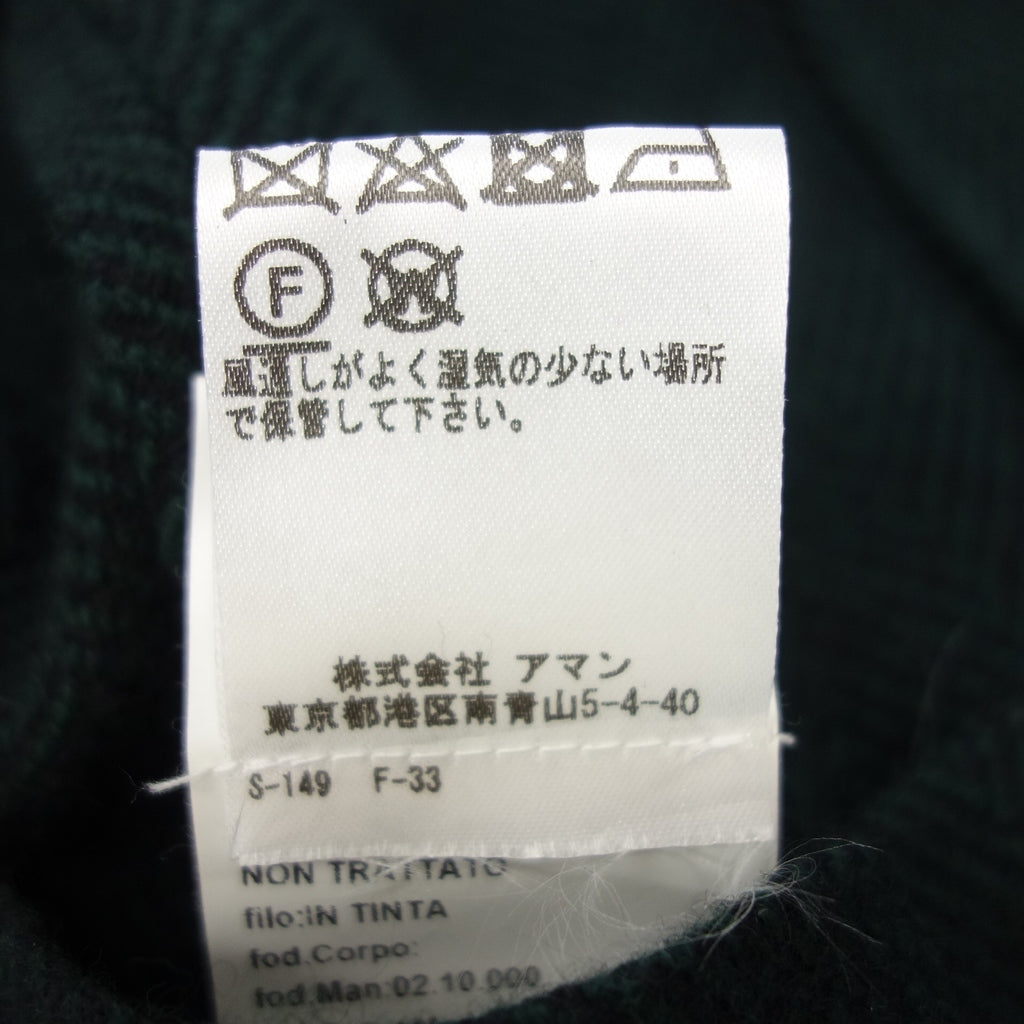 F
W
風通しがよく湿気の少ない場所
で保管して下さい。
株式会社 アマン
東京都港区南青山5-4-40
S-149 F-33
NON TRATTATO
filo:IN TINTA
fod.Corpo:
fod.Man:02.10.000